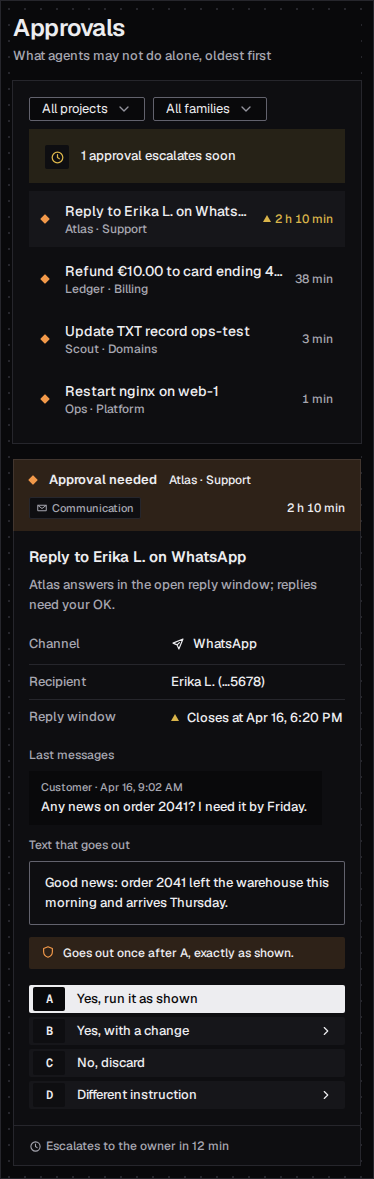 Approvals
What agents may not do alone, oldest first
All projects
All families
1 approval escalates soon
Reply to Erika L. on Whats...
2 h 10 min
Atlas · Support
Refund €10.00 to card ending 4...
38 min
Ledger · Billing
Update TXT record ops-test
3 min
Scout · Domains
Restart nginx on web-1
1 min
Ops · Platform
Approval needed Atlas · Support
Communication
2 h 10 min
Reply to Erika L. on WhatsApp
Atlas answers in the open reply window; replies
need your OK.
Channel
WhatsApp
Recipient
Erika L. (...5678)
Reply window
Closes at Apr 16, 6:20 PM
Last messages
Customer · Apr 16, 9:02 AM
Any news on order 2041? I need it by Friday.
Text that goes out
Good news: order 2041 left the warehouse this
morning and arrives Thursday.
Goes out once after A, exactly as shown.
A Yes, run it as shown
B Yes, with a change
C No, discard
D Different instruction
Escalates to the owner in 12 min